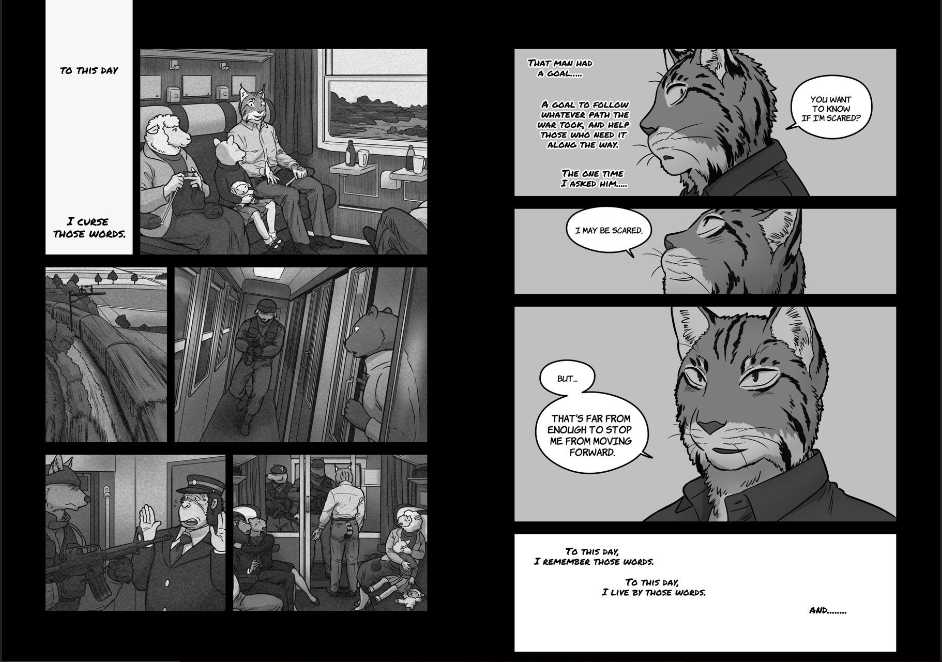 THAT MAN HAD
A GOAL.....
A GOAL TO FOLLOW
WHATEVER PATH THE
WAR TOOK, AND HELP
THOSE WHO NEED IT
ALONG THE WAY.
THE ONE TIME
I ASKED HIM.....
YOU WANT
TO KNOW
IF I'M SCARED?
I MAY BE SCARED.
BUT...
THAT'S FAR FROM
ENOUGH TO STOP
ME FROM MOVING
FORWARD.
TO THIS DAY,
I REMEMBER THOSE WORDS.
TO THIS DAY,
I LIVE BY THOSE WORDS.
AND........
TO THIS DAY
I CURSE
THOSE WORDS.